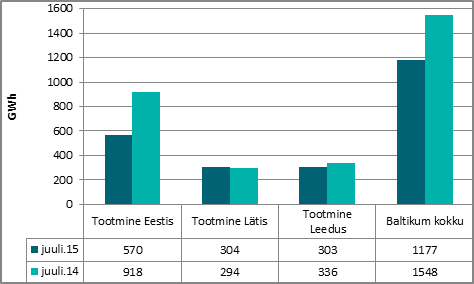 1600
1400
1200
1000
800
600
400
200
0
GWh
Tootmine Eestis Tootmine Lätis Tootmine Leedus Baltikum kokku
juuli.15 570 304 303 1177
juuli.14 918 294 336 1548